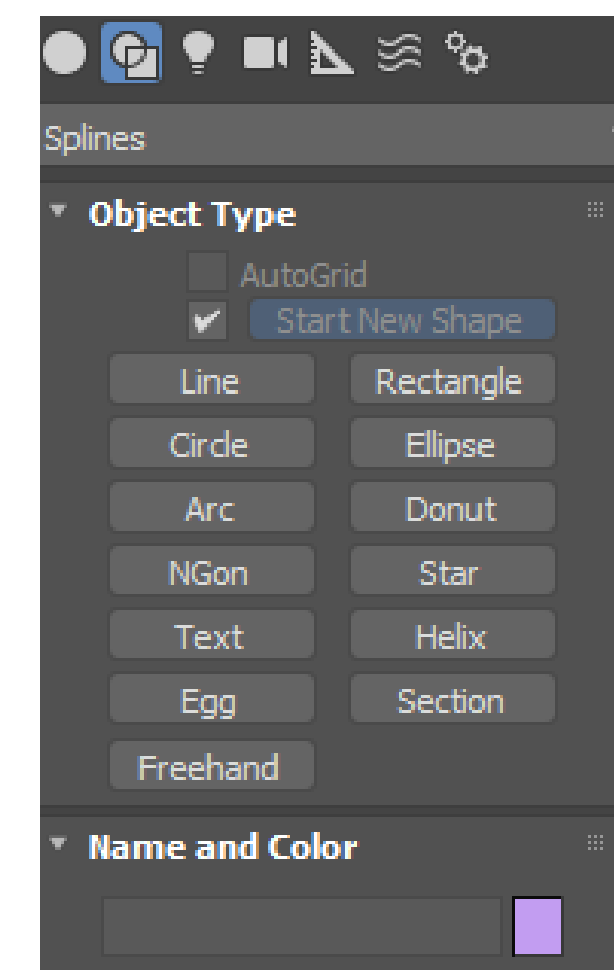 Splines
Object Type
AutoGrid
Start New Shape
Line Rectangle
Circle Ellipse
Arc Donut
NGon Star
Text Helix
Egg Section
Freehand
Name and Color